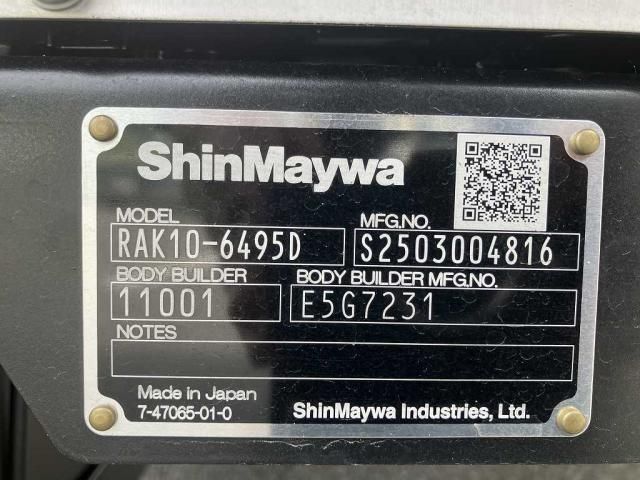 ShinMaywa
MODEL MFG.NO.
RAK10-6495D S2503004816
BODY BUILDER BODY BUILDER MFG.NO.
11001 E5G7231
NOTES
Made in Japan
7-47065-01-0 ShinMaywa Industries, Ltd.